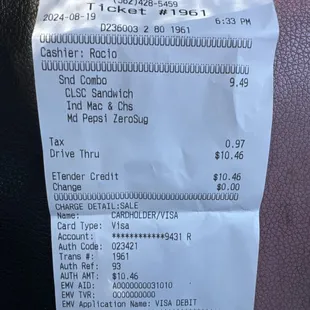 (562)428-5459
Ticket #1961
2024-08-19 6:33 PM
D236003 2 80 1961
Cashier: Rocio
Snd Combo 9.49
CLSC Sandwich
Ind Mac & Chs
Md Pepsi ZeroSug
Tax 0.97
Drive Thru $10.46
ETender Credit $10.46
Change $0.00
CHARGE DETAIL:SALE
Name: CARDHOLDER/VISA
Card Type: Visa
Account: ************9431 R
Auth Code: 023421
Trans #: 1961
Auth Ref: 93
AUTH AMT: $10.46
EMV AID: A0000000031010
EMV TVR: 0000000000
EMV Application Name: VISA DEBIT